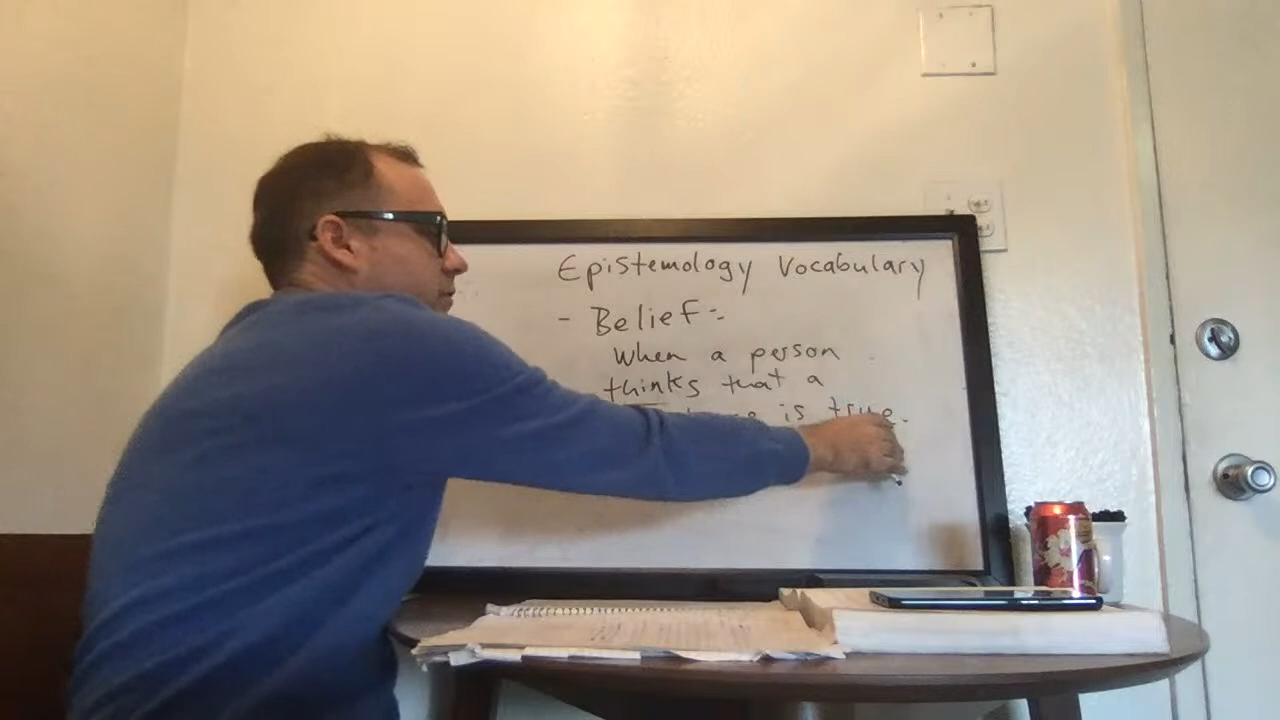 Epistemology Vocabulary
- Belief:-
when a person
thinks that a
is true.